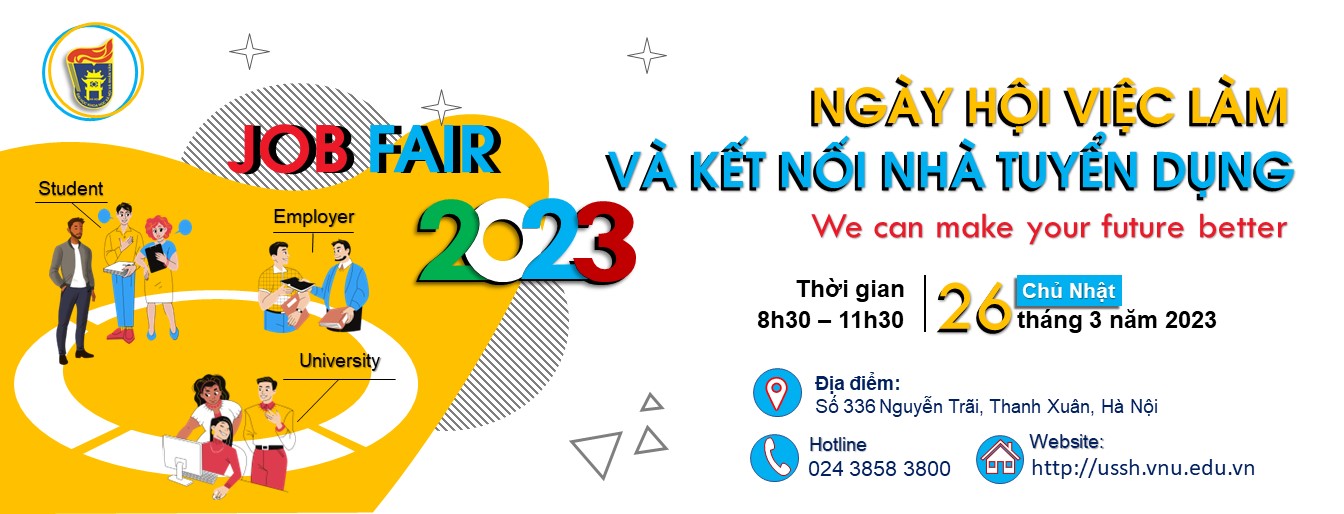 JOB FAIR
2023
Student
Employer
University
NGÀY HỘI VIỆC LÀM
VÀ KẾT NỐI NHÀ TUYỂN DỤNG
We can make your future better
Thời gian
8h30 – 11h30
26
Chủ Nhật
tháng 3 năm 2023
Địa điểm:
Số 336 Nguyễn Trãi, Thanh Xuân, Hà Nội
Hotline
024 3858 3800
Website:
http://ussh.vnu.edu.vn